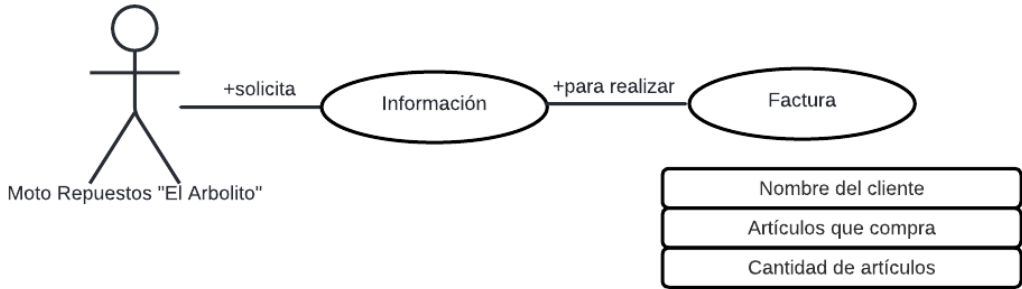 +solicita
Información
+para realizar
Factura
Moto Repuestos "El Arbolito"
Nombre del cliente
Artículos que compra
Cantidad de artículos